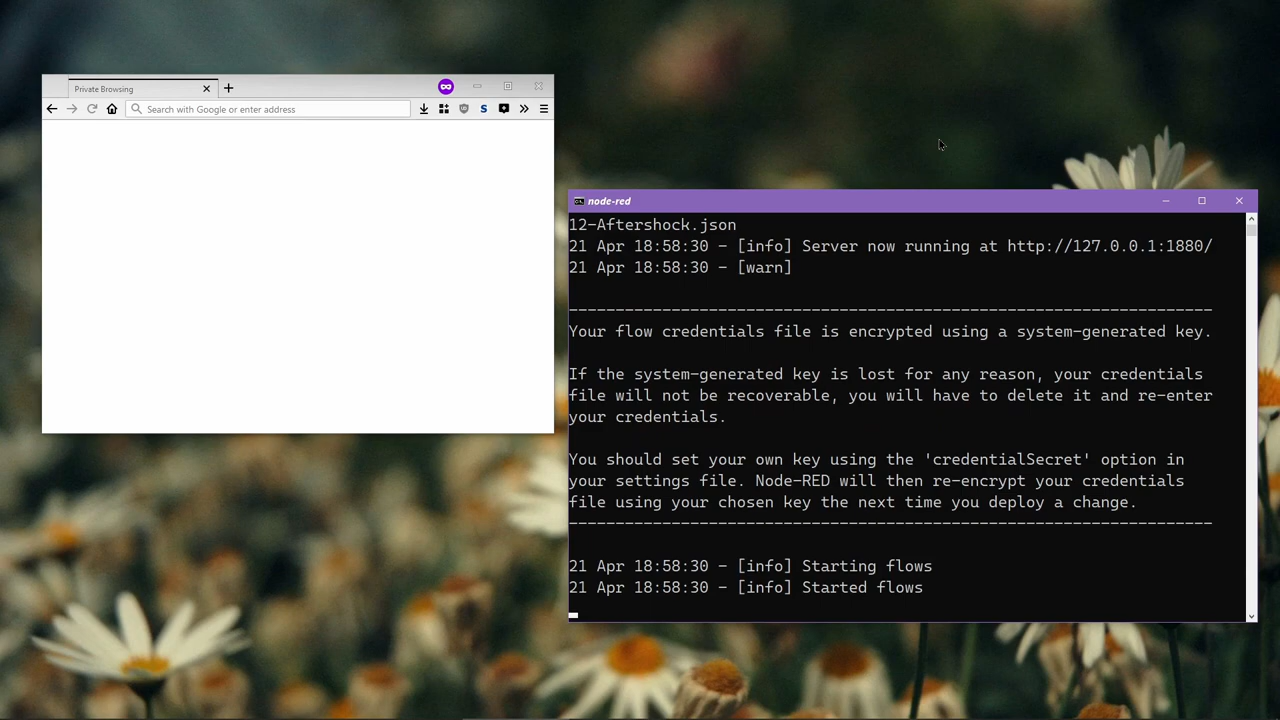 Private Browsing
Search with Google or enter address
S
node-red
12-Aftershock.json
21 Apr 18:58:30 - [info] Server now running at http://127.0.0.1:1880/
21 Apr 18:58:30 - [warn]
---------------------------------------------------------------------
Your flow credentials file is encrypted using a system-generated key.
If the system-generated key is lost for any reason, your credentials
file will not be recoverable, you will have to delete it and re-enter
your credentials.
You should set your own key using the 'credentialSecret' option in
your settings file. Node-RED will then re-encrypt your credentials
file using your chosen key the next time you deploy a change.
---------------------------------------------------------------------
21 Apr 18:58:30 - [info] Starting flows
21 Apr 18:58:30 - [info] Started flows